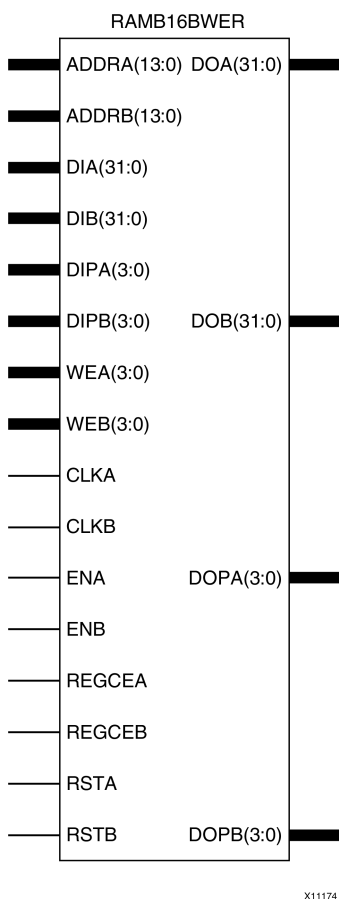 RAMB16BWER
ADDRA(13:0) DOA(31:0)
ADDRB(13:0)
DIA(31:0)
DIB(31:0)
DIPA(3:0)
DIPB(3:0) DOB(31:0)
WEA(3:0)
WEB(3:0)
CLKA
CLKB
ENA DOPA(3:0)
ENB
REGCEA
REGCEB
RSTA
RSTB DOPB(3:0)
X11174